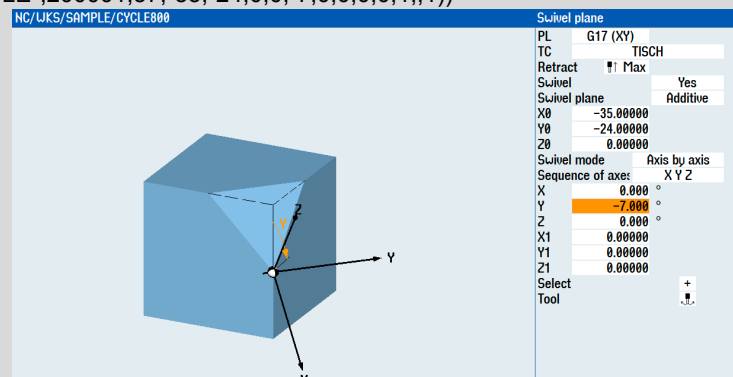 NC/WKS/SAMPLE/CYCLE800
Swivel plane
PL G17 (XY)
TC TISCH
Retract Max
Swivel Yes
Swivel plane Additive
X0 -35.00000
Y0 -24.00000
Z0 0.00000
Swivel mode Axis by axis
Sequence of axes X Y Z
X 0.000 °
Y -7.000 °
Z 0.000 °
X1 0.00000
Y1 0.00000
Z1 0.00000
Select +
Tool
Z
Y
Y